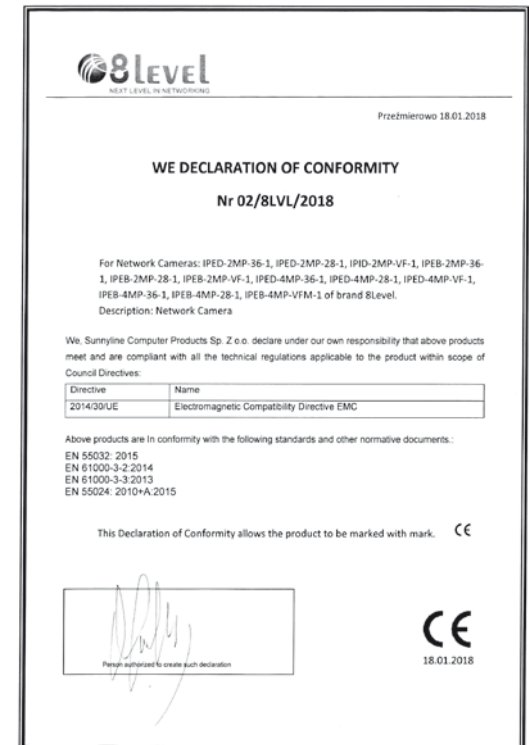 8LEVEL
NEXT LEVEL IN NETWORKING
Przeźmierowo 18.01.2018
WE DECLARATION OF CONFORMITY
Nr 02/8LVL/2018
For Network Cameras: IPED-2MP-36-1, IPED-2MP-28-1, IPID-2MP-VF-1, IPEB-2MP-36-
1, IPEB-2MP-28-1, IPEB-2MP-VF-1, IPED-4MP-36-1, IPED-4MP-28-1, IPED-4MP-VF-1,
IPEB-4MP-36-1, IPEB-4MP-28-1, IPEB-4MP-VFM-1 of brand 8Level.
Description: Network Camera
We, Sunnyline Computer Products Sp. Z o.o. declare under our own responsibility that above products
meet and are compliant with all the technical regulations applicable to the product within scope of
Council Directives:
Directive Name
2014/30/UE Electromagnetic Compatibility Directive EMC
Above products are In conformity with the following standards and other normative documents.:
EN 55032: 2015
EN 61000-3-2:2014
EN 61000-3-3:2013
EN 55024: 2010+A:2015
This Declaration of Conformity allows the product to be marked with mark. CE
Person authorized to create such declaration
CE
18.01.2018